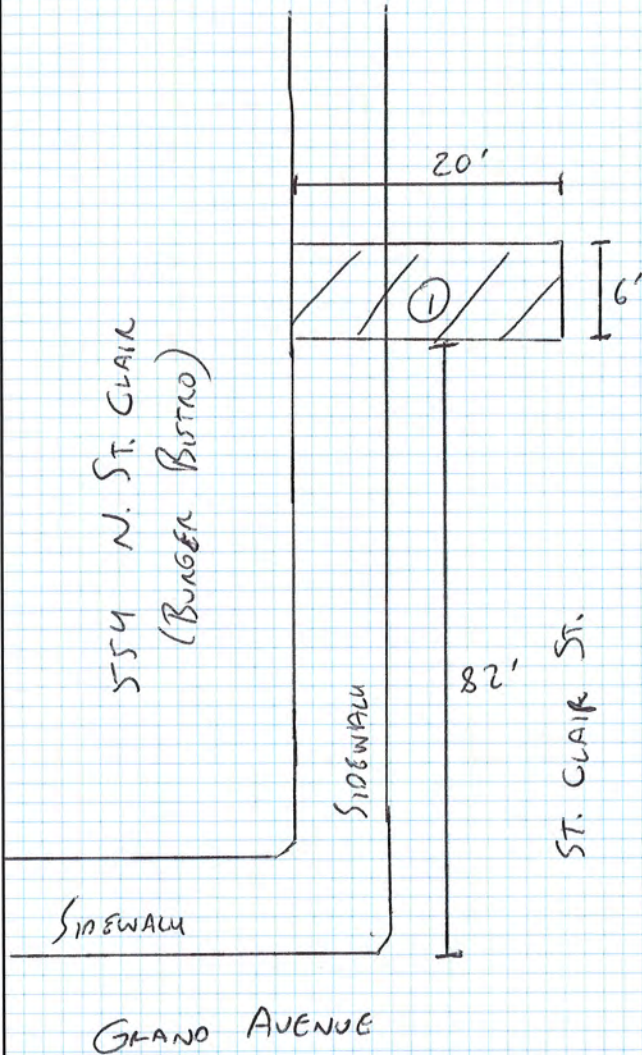 20'
6'
1
554 N. ST. CLAIR
(BURGER BISTRO)
82'
SIDEWALK
ST. CLAIR ST.
SIDEWALK
GRAND AVENUE